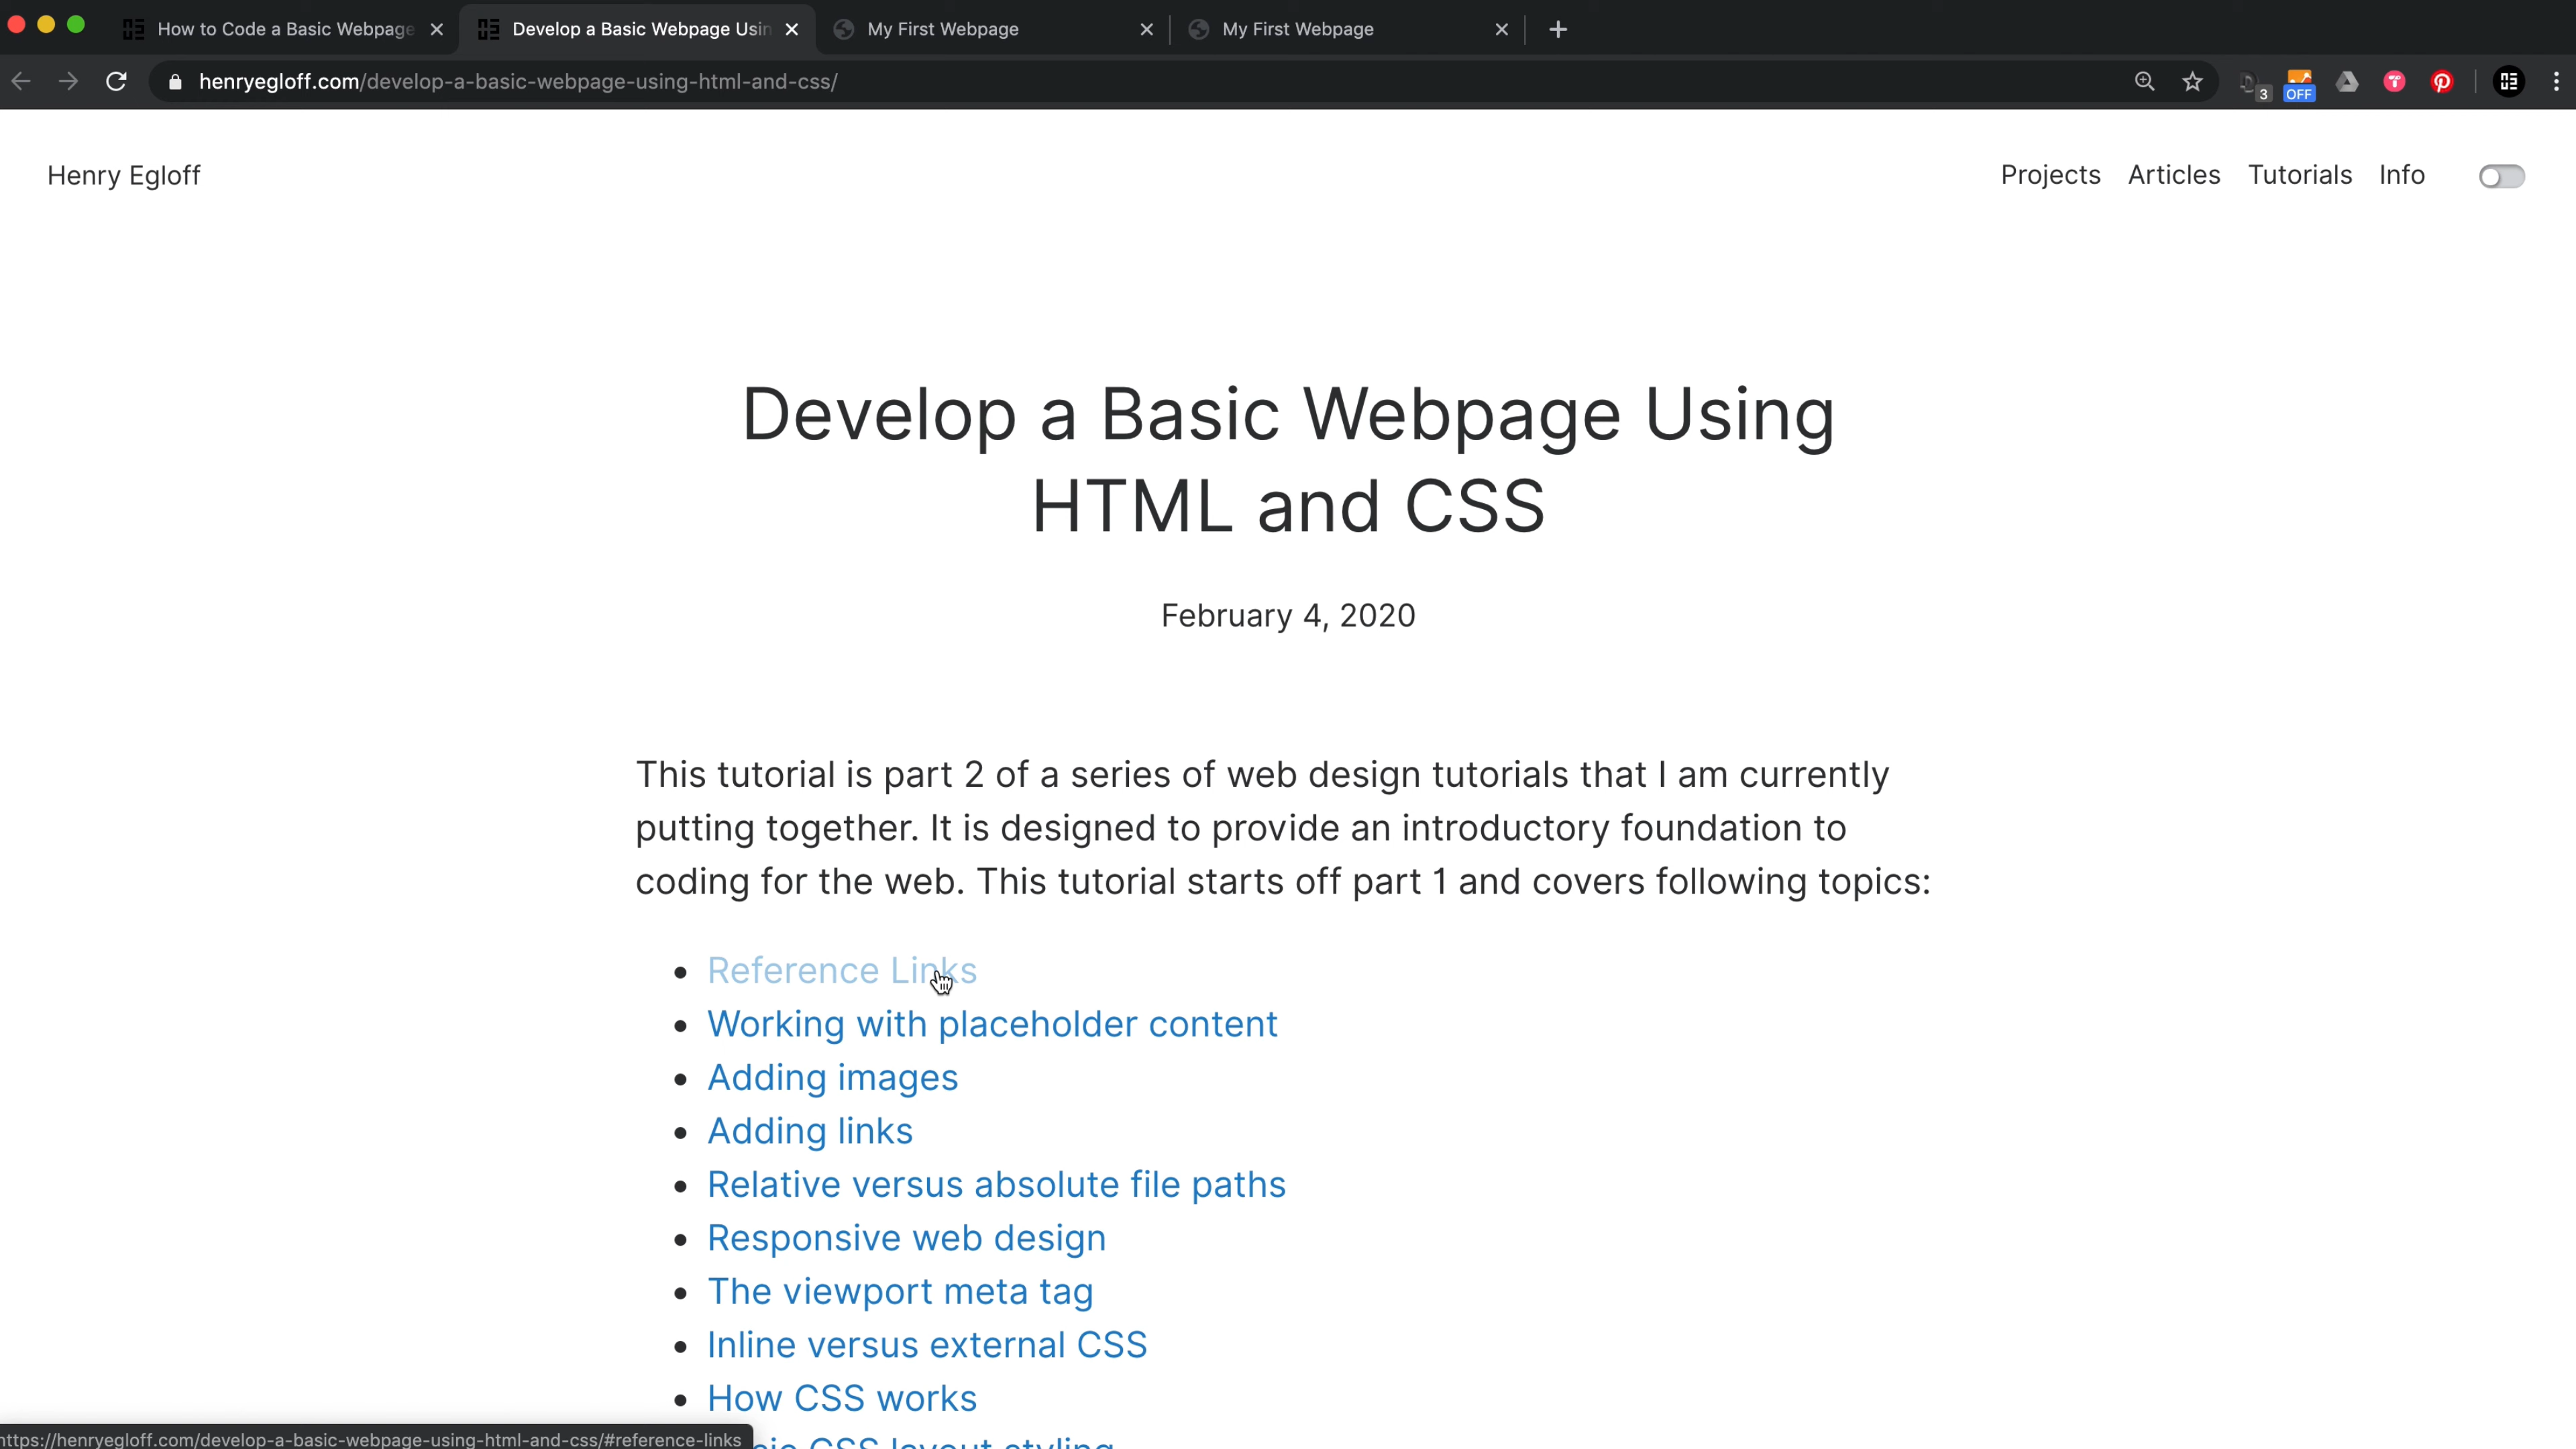 How to Code a Basic Webpage
Develop a Basic Webpage Usin
My First Webpage
My First Webpage
henryegloff.com/develop-a-basic-webpage-using-html-and-css/
3
OFF
Henry Egloff
Projects Articles Tutorials Info
Develop a Basic Webpage Using
HTML and CSS
February 4, 2020
This tutorial is part 2 of a series of web design tutorials that I am currently
putting together. It is designed to provide an introductory foundation to
coding for the web. This tutorial starts off part 1 and covers following topics:
• Reference Links
• Working with placeholder content
• Adding images
• Adding links
• Relative versus absolute file paths
• Responsive web design
• The viewport meta tag
• Inline versus external CSS
• How CSS works
CSS layout styling
https://henryegloff.com/develop-a-basic-webpage-using-html-and-css/#reference-links